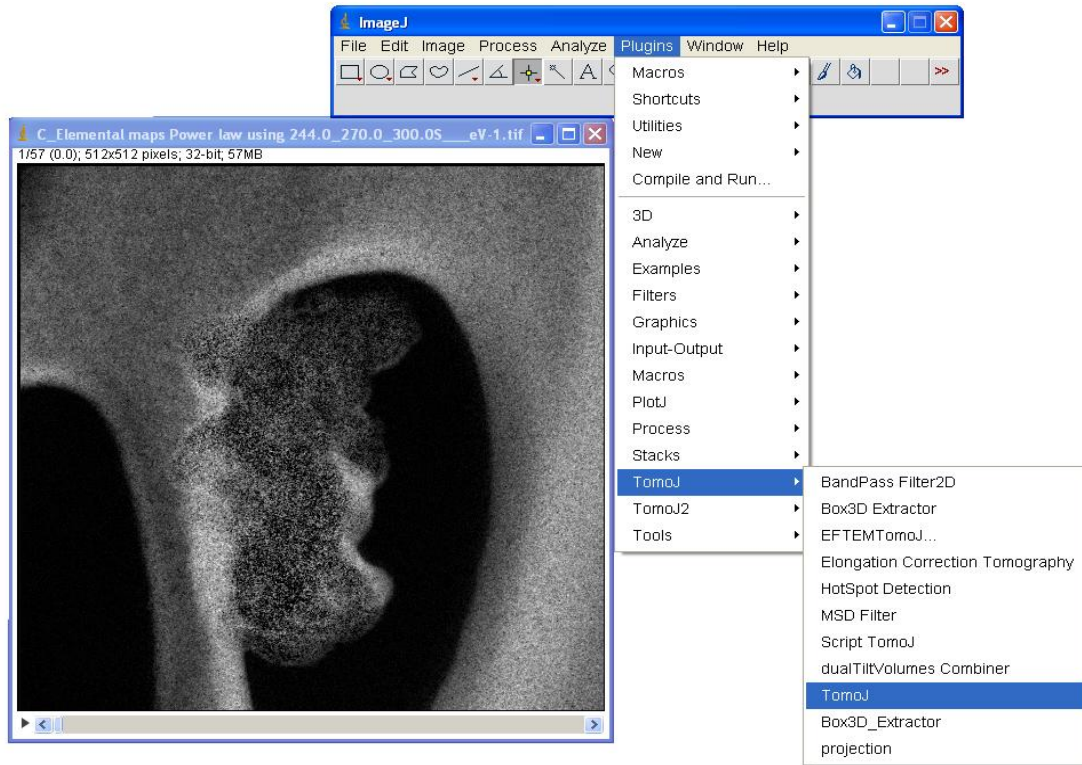 ImageJ
File Edit Image Process Analyze Plugins Window Help
A
>>
C_Elemental maps Power law using 244.0_270.0_300.0S___eV-1.tif
1/57 (0.0); 512x512 pixels; 32-bit; 57MB
Macros
Shortcuts
Utilities
New
Compile and Run...
3D
Analyze
Examples
Filters
Graphics
Input-Output
Macros
PlotJ
Process
Stacks
TomoJ
TomoJ2
Tools
BandPass Filter2D
Box3D Extractor
EFTEMTomoJ...
Elongation Correction Tomography
HotSpot Detection
MSD Filter
Script TomoJ
dualTiltVolumes Combiner
TomoJ
Box3D_Extractor
projection